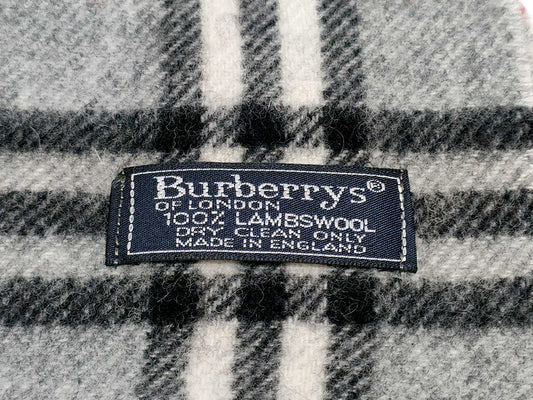 Burberrys®
OF LONDON
100% LAMBSWOOL
DRY CLEAN ONLY
MADE IN ENGLAND